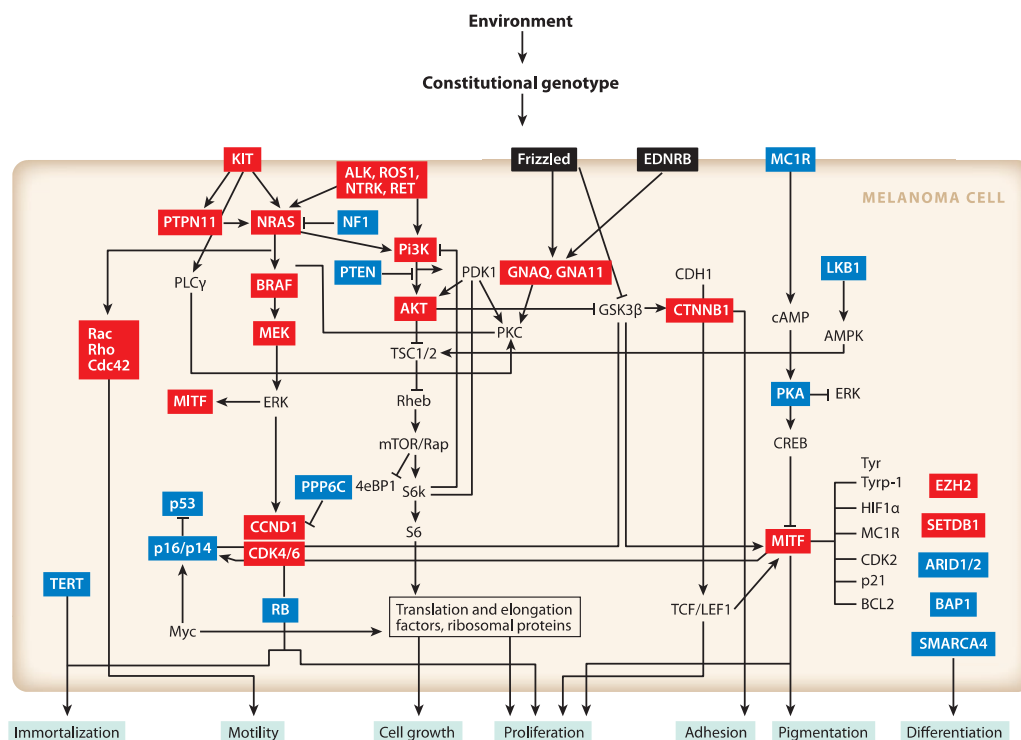 Environment
Constitutional genotype
KIT
ALK, ROS1,
NTRK, RET
Frizzled
EDNRB
MC1R
MELANOMA CELL
PTPN11
NRAS
NF1
Pi3K
PTEN
PDK1
GNAQ, GNA11
CDH1
LKB1
PLCγ
BRAF
AKT
GSK3β
CTNNB1
cAMP
Rac
Rho
Cdc42
MEK
PKC
TSC1/2
AMPK
MITF
ERK
Rheb
PKA
ERK
mTOR/Rap
CREB
4eBP1
S6k
PPP6C
p53
CCND1
S6
p16/p14
CDK4/6
MITF
Tyr
Tyrp-1
HIF1α
MC1R
CDK2
p21
BCL2
EZH2
SETDB1
ARID1/2
BAP1
SMARCA4
TERT
RB
Myc
Translation and elongation
factors, ribosomal proteins
TCF/LEF1
Immortalization
Motility
Cell growth
Proliferation
Adhesion
Pigmentation
Differentiation